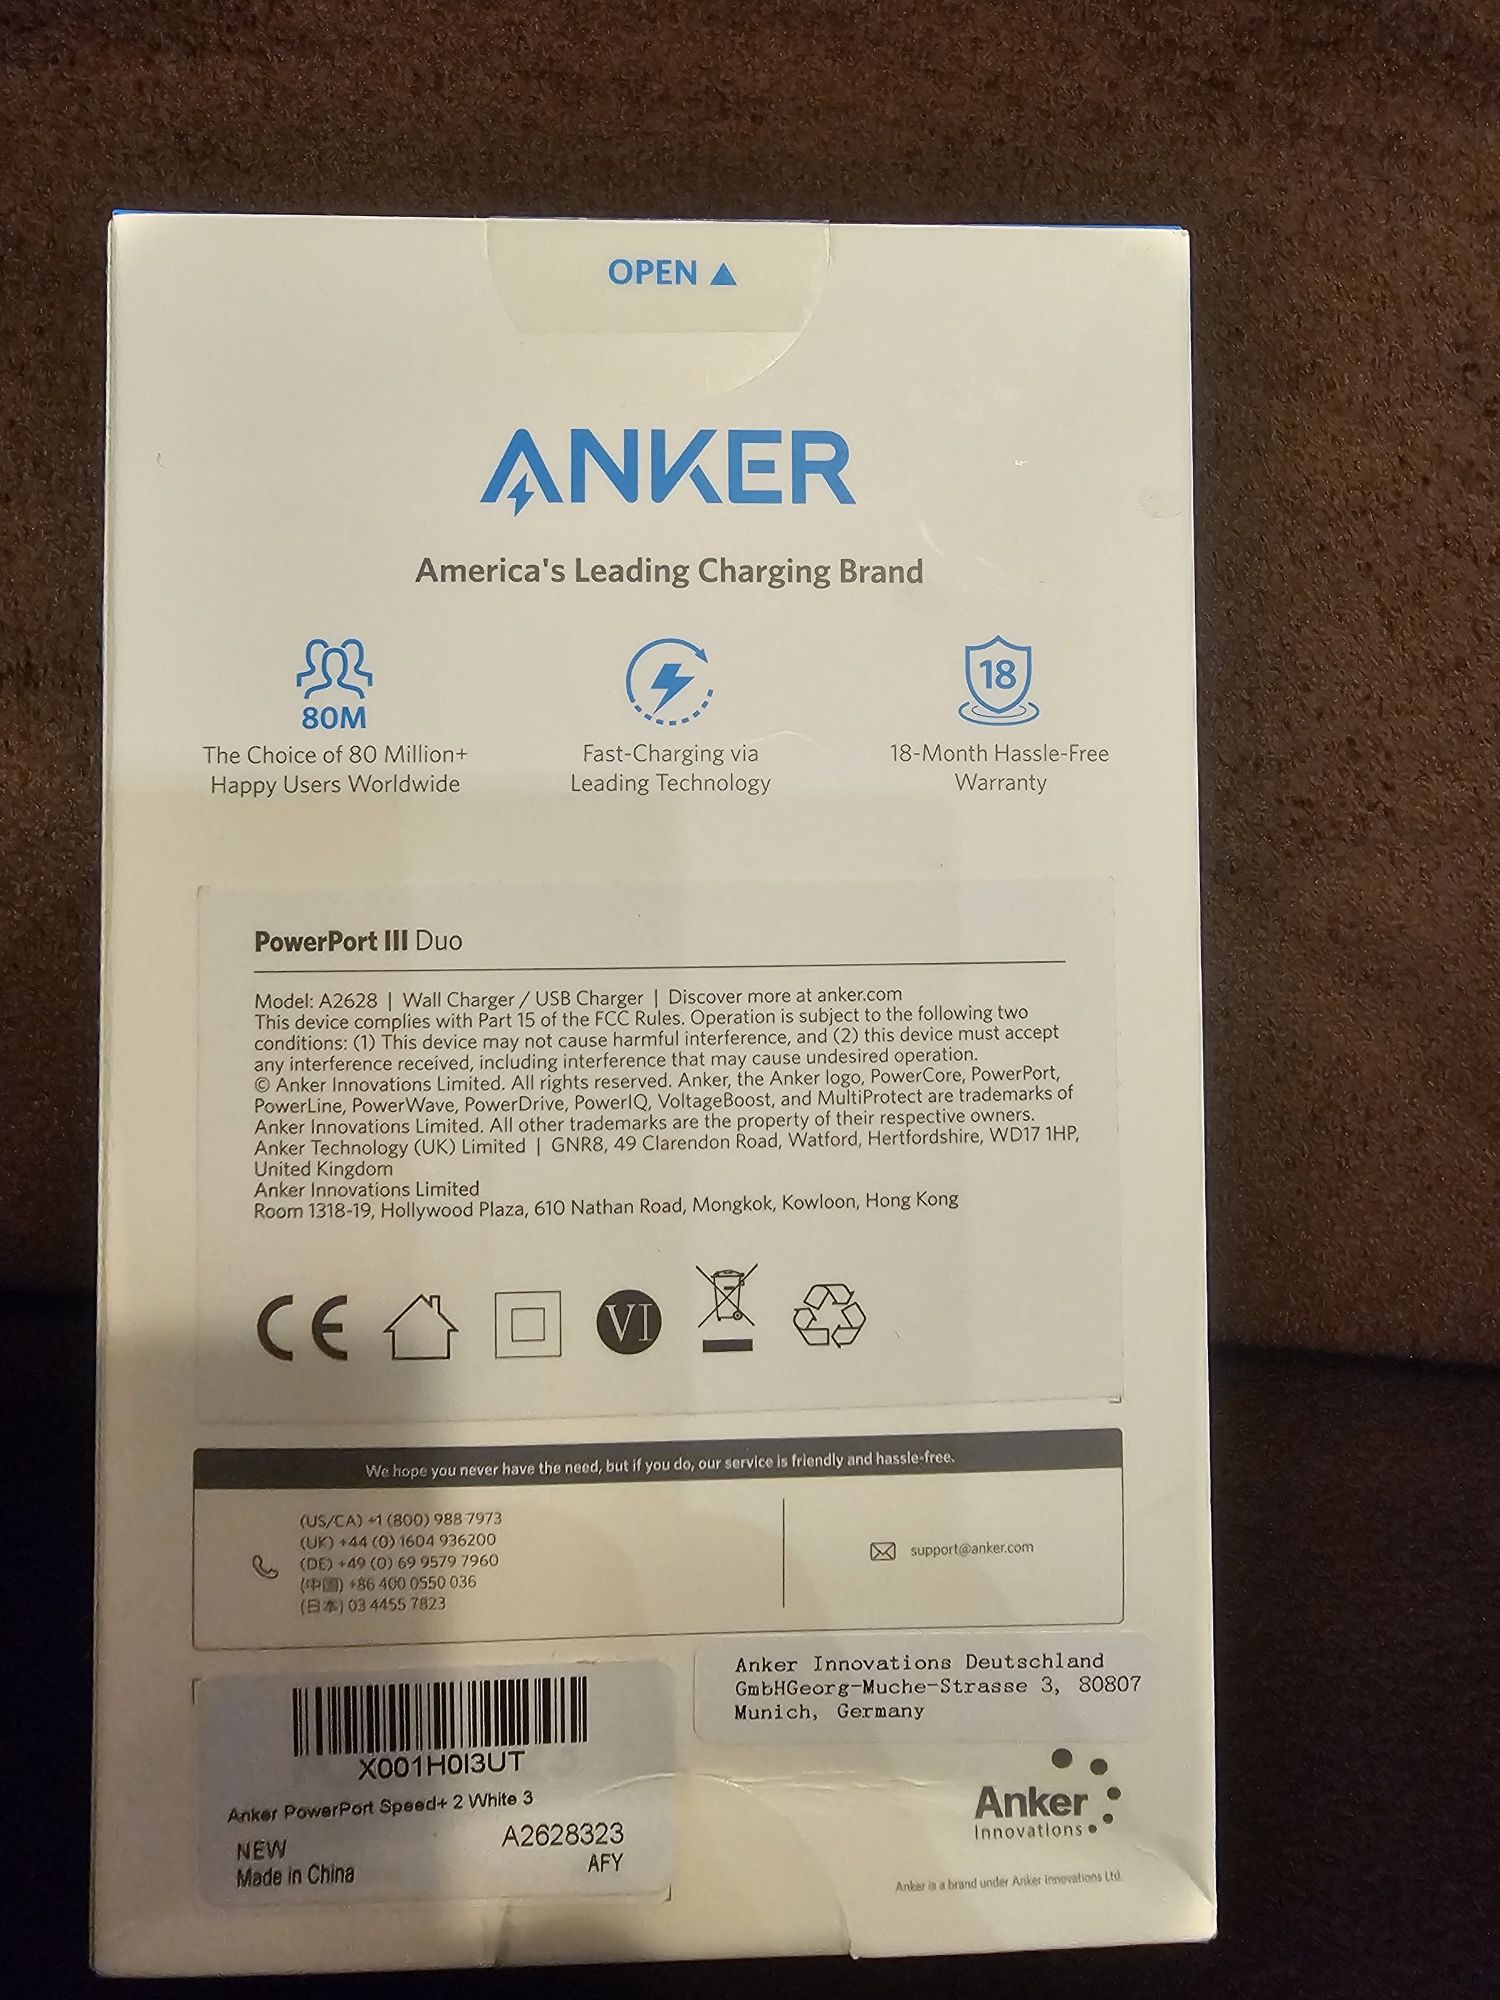 OPEN ▲
ANKER
America's Leading Charging Brand
80M
The Choice of 80 Million+
Happy Users Worldwide
Fast-Charging via
Leading Technology
18
18-Month Hassle-Free
Warranty
PowerPort III Duo
Model: A2628 | Wall Charger / USB Charger | Discover more at anker.com
This device complies with Part 15 of the FCC Rules. Operation is subject to the following two
conditions: (1) This device may not cause harmful interference, and (2) this device must accept
any interference received, including interference that may cause undesired operation.
© Anker Innovations Limited. All rights reserved. Anker, the Anker logo, PowerCore, PowerPort,
PowerLine, PowerWave, PowerDrive, PowerIQ, VoltageBoost, and MultiProtect are trademarks of
Anker Innovations Limited. All other trademarks are the property of their respective owners.
Anker Technology (UK) Limited | GNR8, 49 Clarendon Road, Watford, Hertfordshire, WD17 1HP,
United Kingdom
Anker Innovations Limited
Room 1318-19, Hollywood Plaza, 610 Nathan Road, Mongkok, Kowloon, Hong Kong
CE
VI
We hope you never have the need, but if you do, our service is friendly and hassle-free.
(US/CA) +1 (800) 988 7973
(UK) +44 (0) 1604 936200
(DE) +49 (0) 69 9579 7960
(中国) +86 400 0550 036
(日本) 03 4455 7823
support@anker.com
X001H0I3UT
Anker PowerPort Speed+ 2 White 3
NEW
A2628323
Made in China
AFY
Anker Innovations Deutschland
GmbHGeorg-Muche-Strasse 3, 80807
Munich, Germany
Anker
Innovations
Anker is a brand under Anker Innovations Ltd.